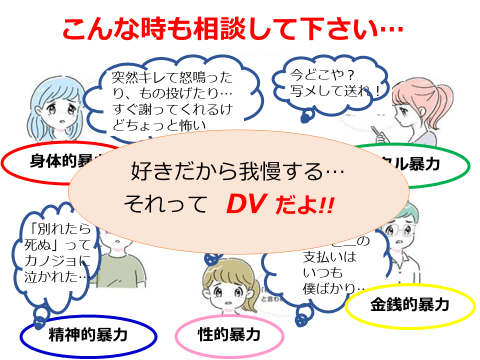 こんな時も相談して下さい…
突然キレて怒鳴った
り、もの投げたり…
すぐ謝ってくれるけ
どちょっと怖い
今どこや?
写メして送れ!
身体的暴
タル暴力
好きだから我慢する…
それって DV だよ!!
「別れたら
死ぬ」って
カノジョに
泣かれた…
の
支払いは
いつも
僕ばかり…
と言わ
精神的暴力
性的暴力
金銭的暴力